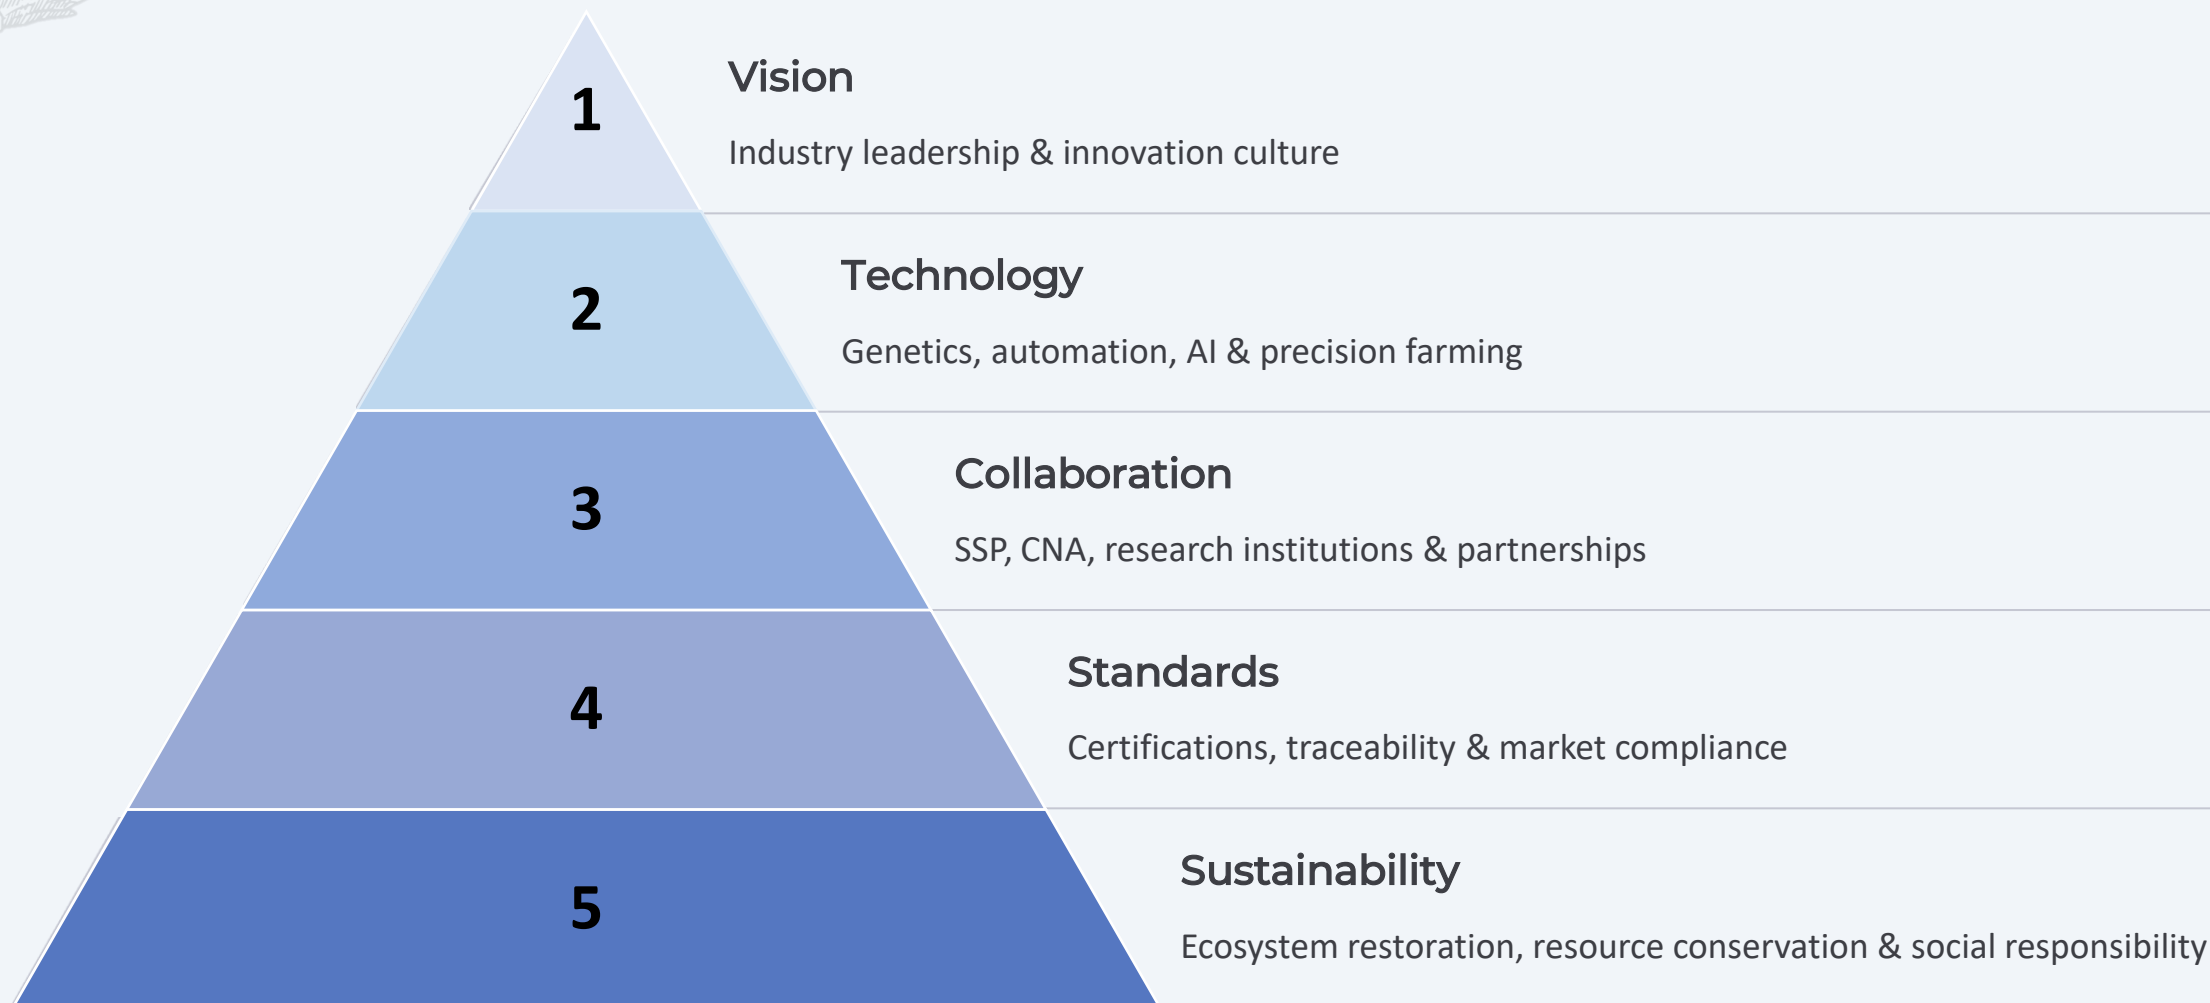 1
Vision
Industry leadership & innovation culture
2
Technology
Genetics, automation, AI & precision farming
3
Collaboration
SSP, CNA, research institutions & partnerships
4
Standards
Certifications, traceability & market compliance
5
Sustainability
Ecosystem restoration, resource conservation & social responsibility